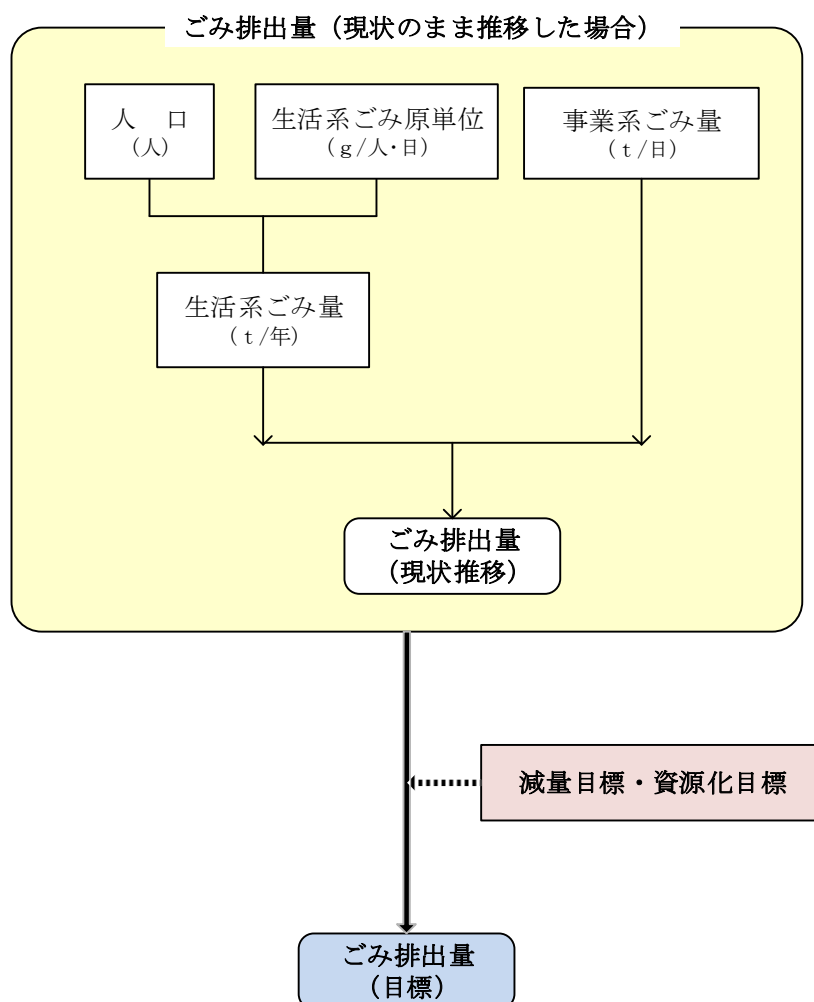 ごみ排出量（現状のまま推移した場合）
人　口
(人)
生活系ごみ原単位
(ｇ/人・日)
事業系ごみ量
(ｔ/日)
生活系ごみ量
(ｔ/年)
ごみ排出量
（現状推移）
減量目標・資源化目標
ごみ排出量
（目標）